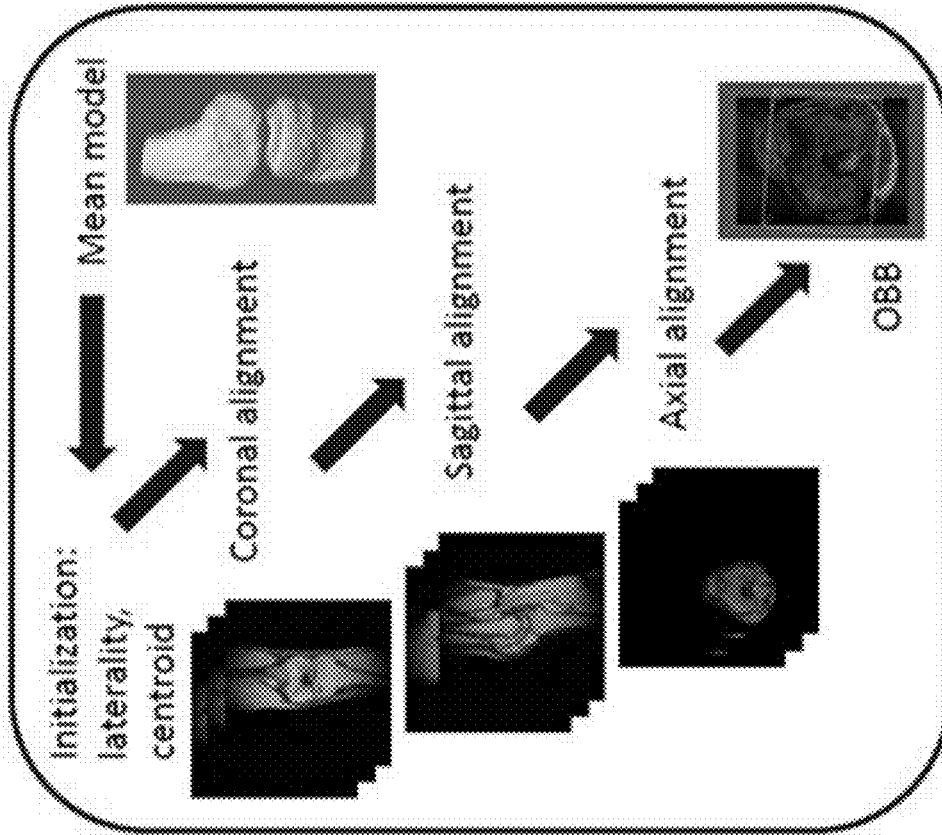 Initialization:
laterality,
centroid
Mean model
Coronal alignment
Sagittal alignment
Axial alignment
OBB